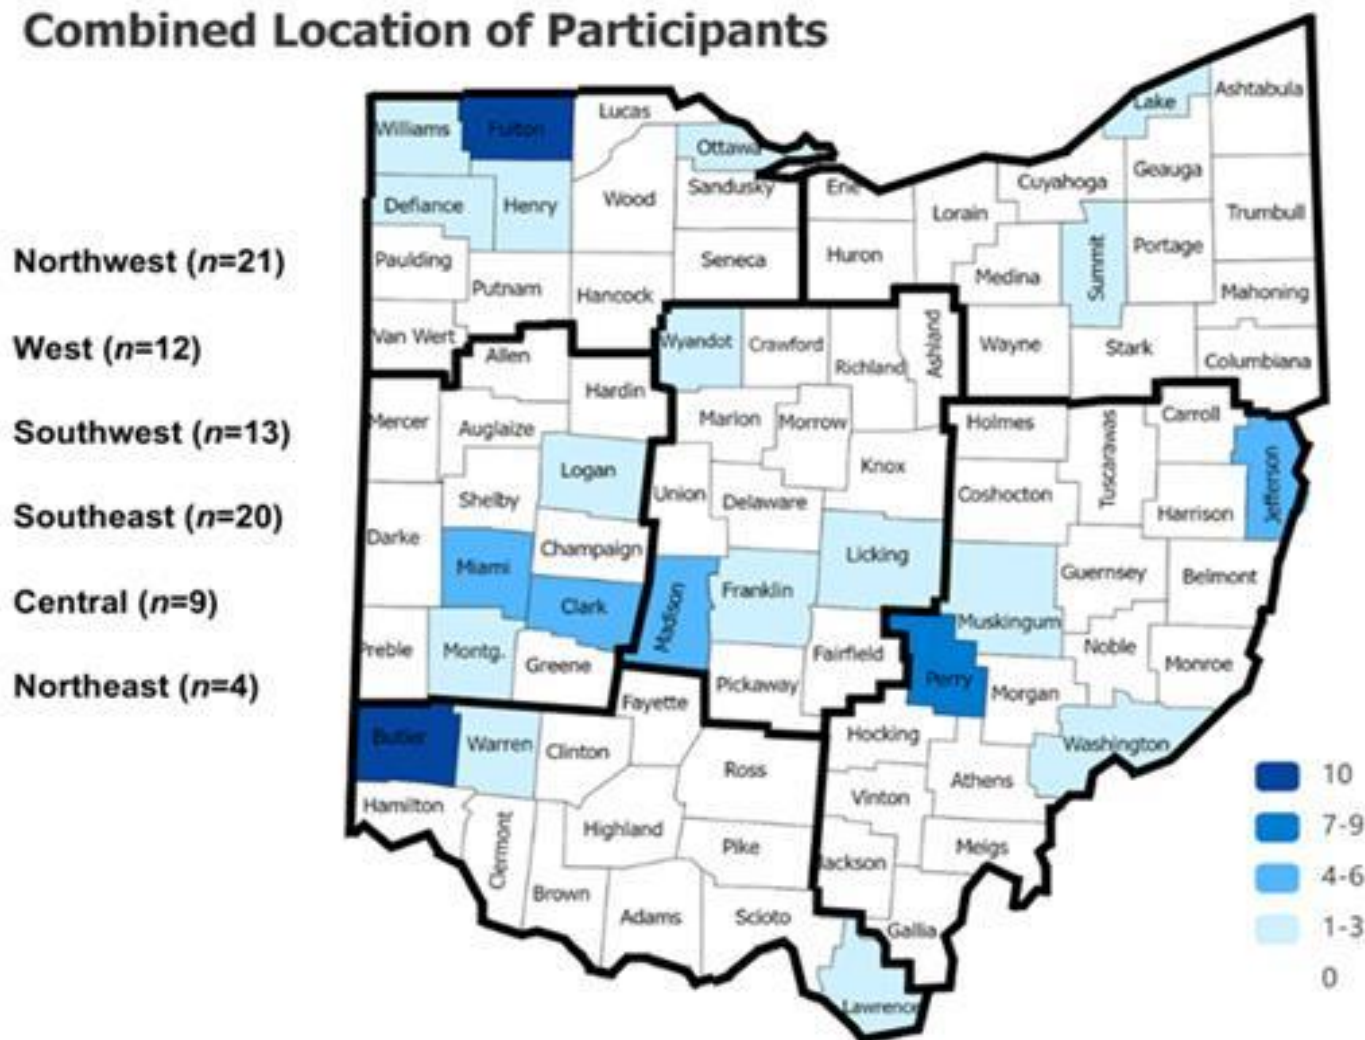 Combined Location of Participants
Northwest (n=21)
West (n=12)
Southwest (n=13)
Southeast (n=20)
Central (n=9)
Northeast (n=4)
Williams
Fulton
Lucas
Ottawa
Defiance
Henry
Wood
Sandusky
Paulding
Putnam
Hancock
Seneca
Van Wert
Erie
Huron
Lorain
Cuyahoga
Lake
Geauga
Ashtabula
Trumbull
Medina
Summit
Portage
Mahoning
Wayne
Stark
Columbiana
Allen
Hardin
Mercer
Auglaize
Logan
Shelby
Darke
Champaign
Miami
Clark
Preble
Montg.
Greene
Wyandot
Crawford
Richland
Ashland
Marion
Morrow
Knox
Union
Delaware
Licking
Franklin
Madison
Fairfield
Pickaway
Holmes
Tuscarawas
Carroll
Jefferson
Coshocton
Harrison
Muskingum
Guernsey
Belmont
Noble
Monroe
Perry
Morgan
Washington
Hocking
Athens
Vinton
Meigs
Jackson
Gallia
Lawrence
Butler
Warren
Clinton
Fayette
Ross
Hamilton
Clermont
Highland
Pike
Brown
Adams
Scioto
10
7-9
4-6
1-3
0